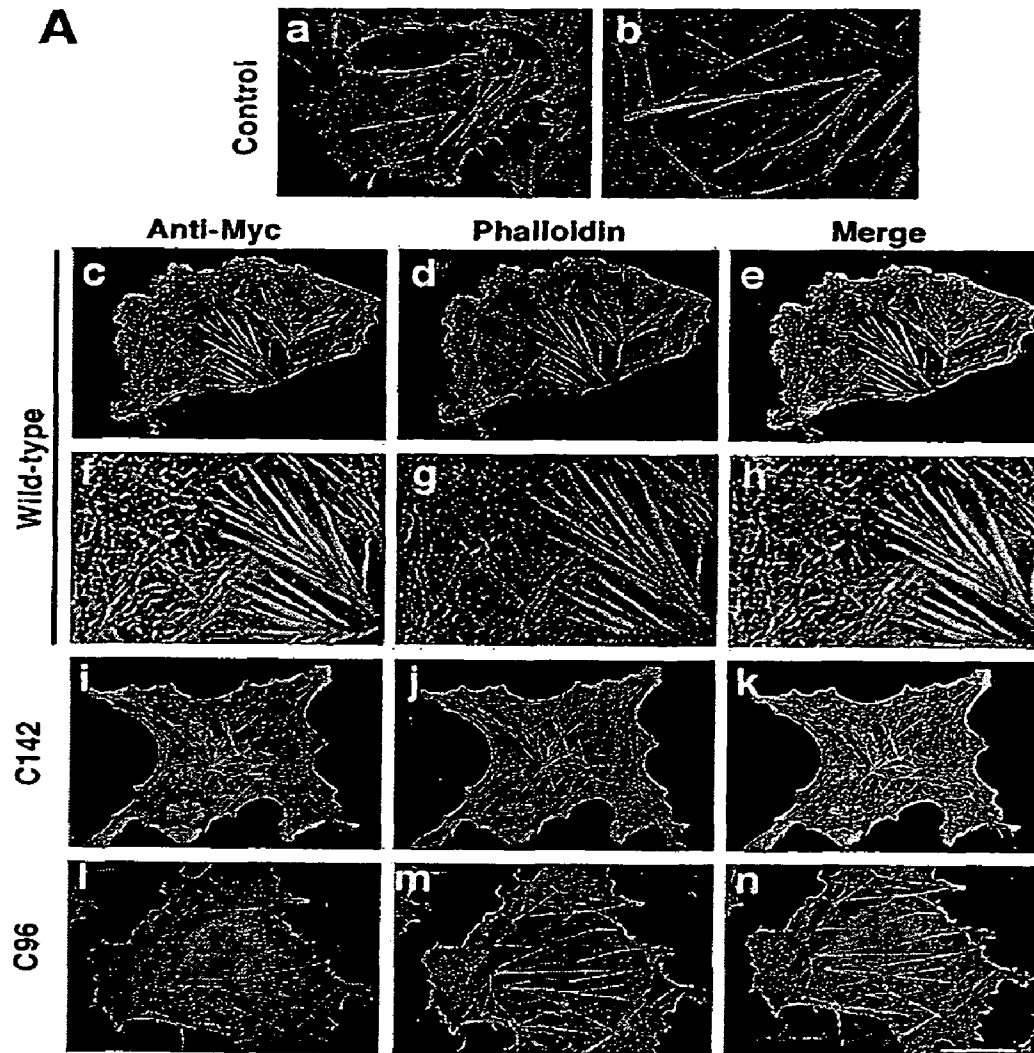 A
a b
Control
Anti-Myc Phalloidin Merge
c d e
Wild-type
f g h
C142
i j k
C96
l m n